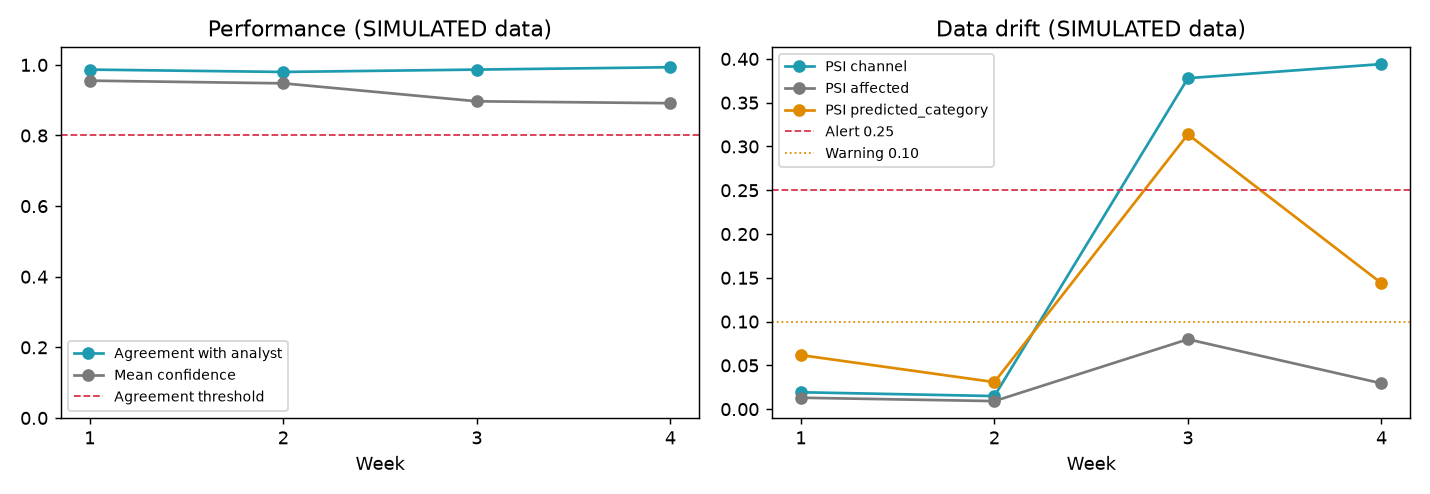 Performance (SIMULATED data)
1.0
0.8
0.6
0.4
0.2
0.0
Agreement with analyst
Mean confidence
Agreement threshold
1 2 3 4
Week
Data drift (SIMULATED data)
0.40
0.35
0.30
0.25
0.20
0.15
0.10
0.05
0.00
PSI channel
PSI affected
PSI predicted_category
Alert 0.25
Warning 0.10
1 2 3 4
Week